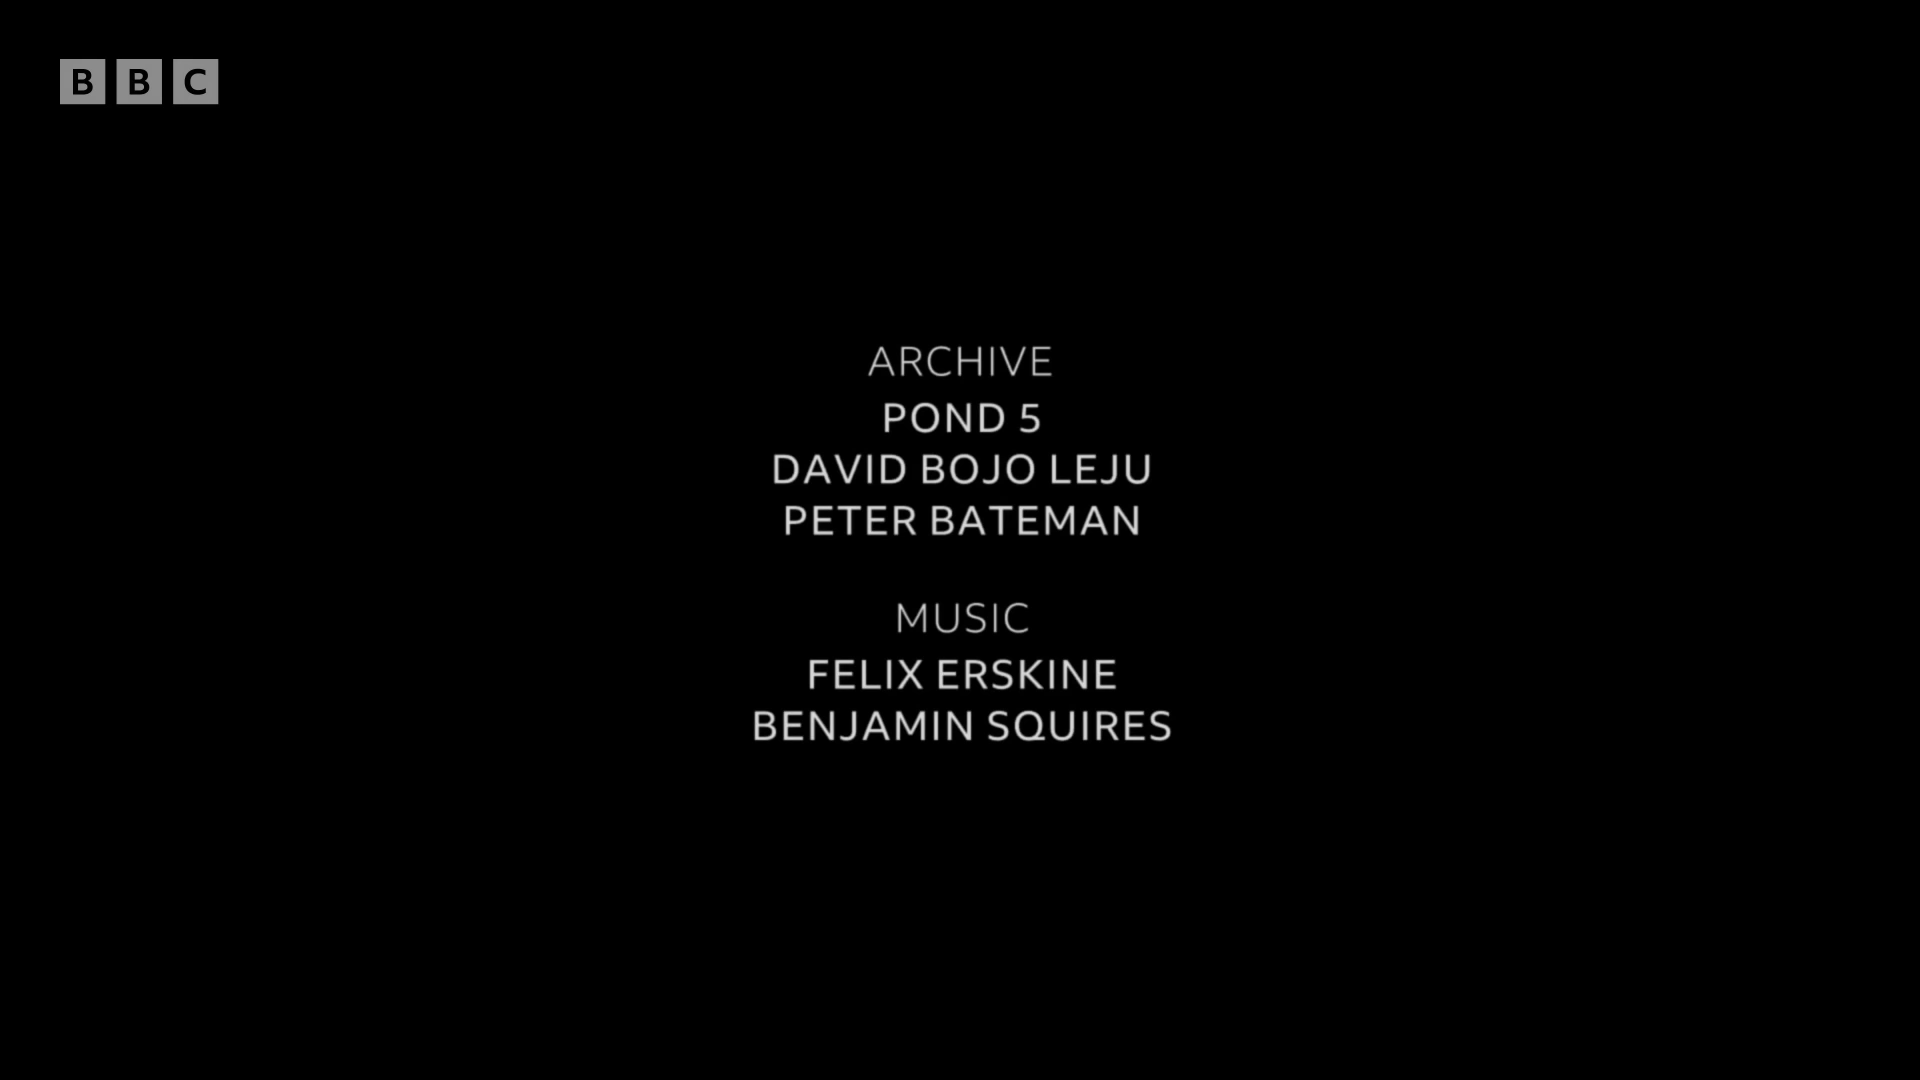 BBC
ARCHIVE
POND 5
DAVID BOJO LEJU
PETER BATEMAN
MUSIC
FELIX ERSKINE
BENJAMIN SQUIRES